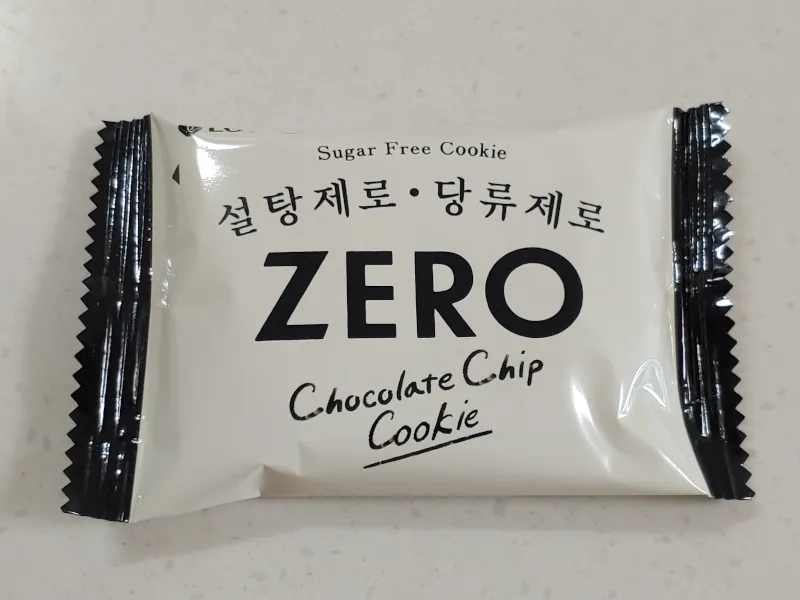 Sugar Free Cookie
설탕제로·당류제로
ZERO
Chocolate Chip
Cookie